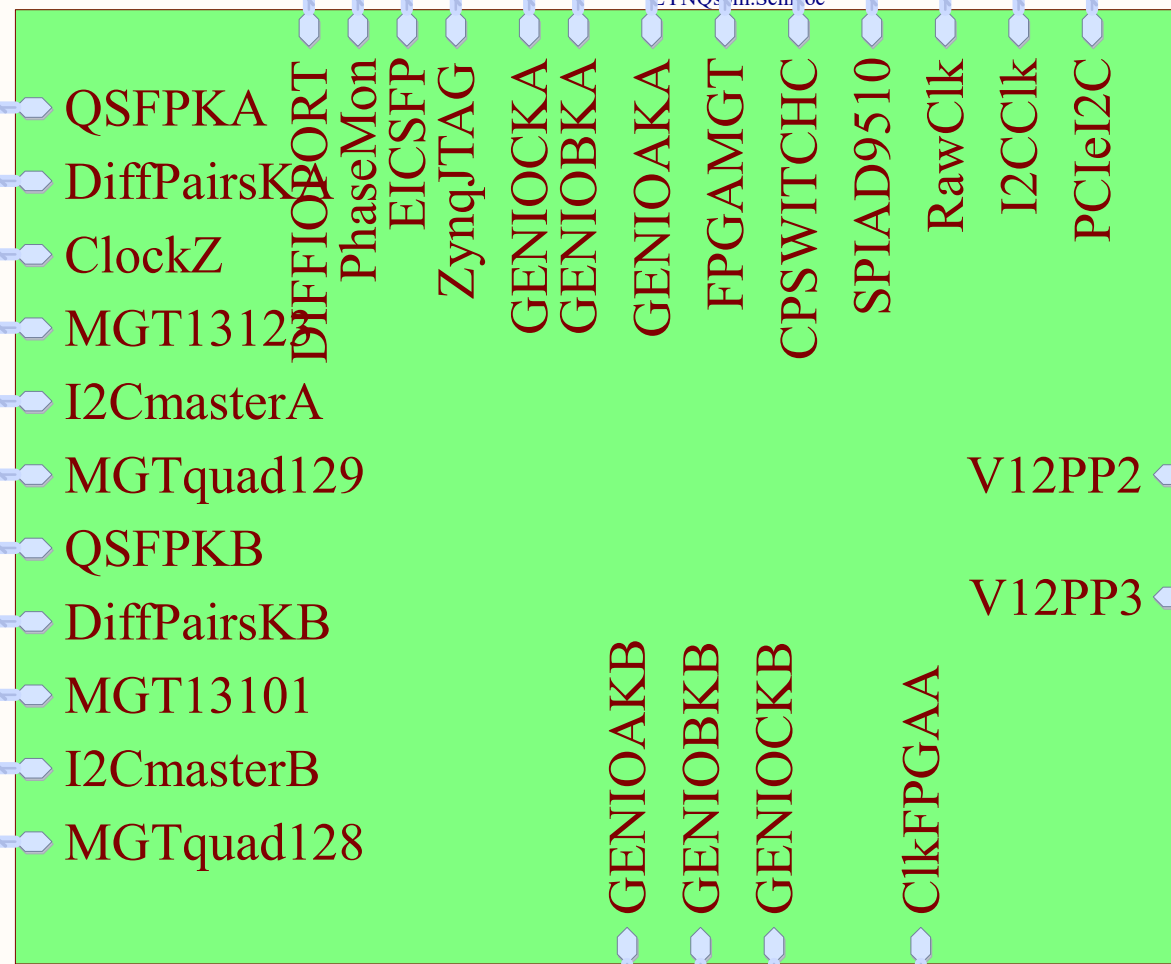 DIFFIOPORT
PhaseMon
EICSFP
ZynqJTAG
GENIOCKA
GENIOBKA
GENIOAKA
FPGAMGT
CPSWITCHC
SPIAD9510
RawClk
I2CClk
PCIeI2C
QSFPKA
DiffPairsKA
ClockZ
MGT13123
I2CmasterA
MGTquad129
QSFPKB
DiffPairsKB
MGT13101
I2CmasterB
MGTquad128
V12PP2
V12PP3
GENIOAKB
GENIOBKB
GENIOCKB
ClkFPGAA